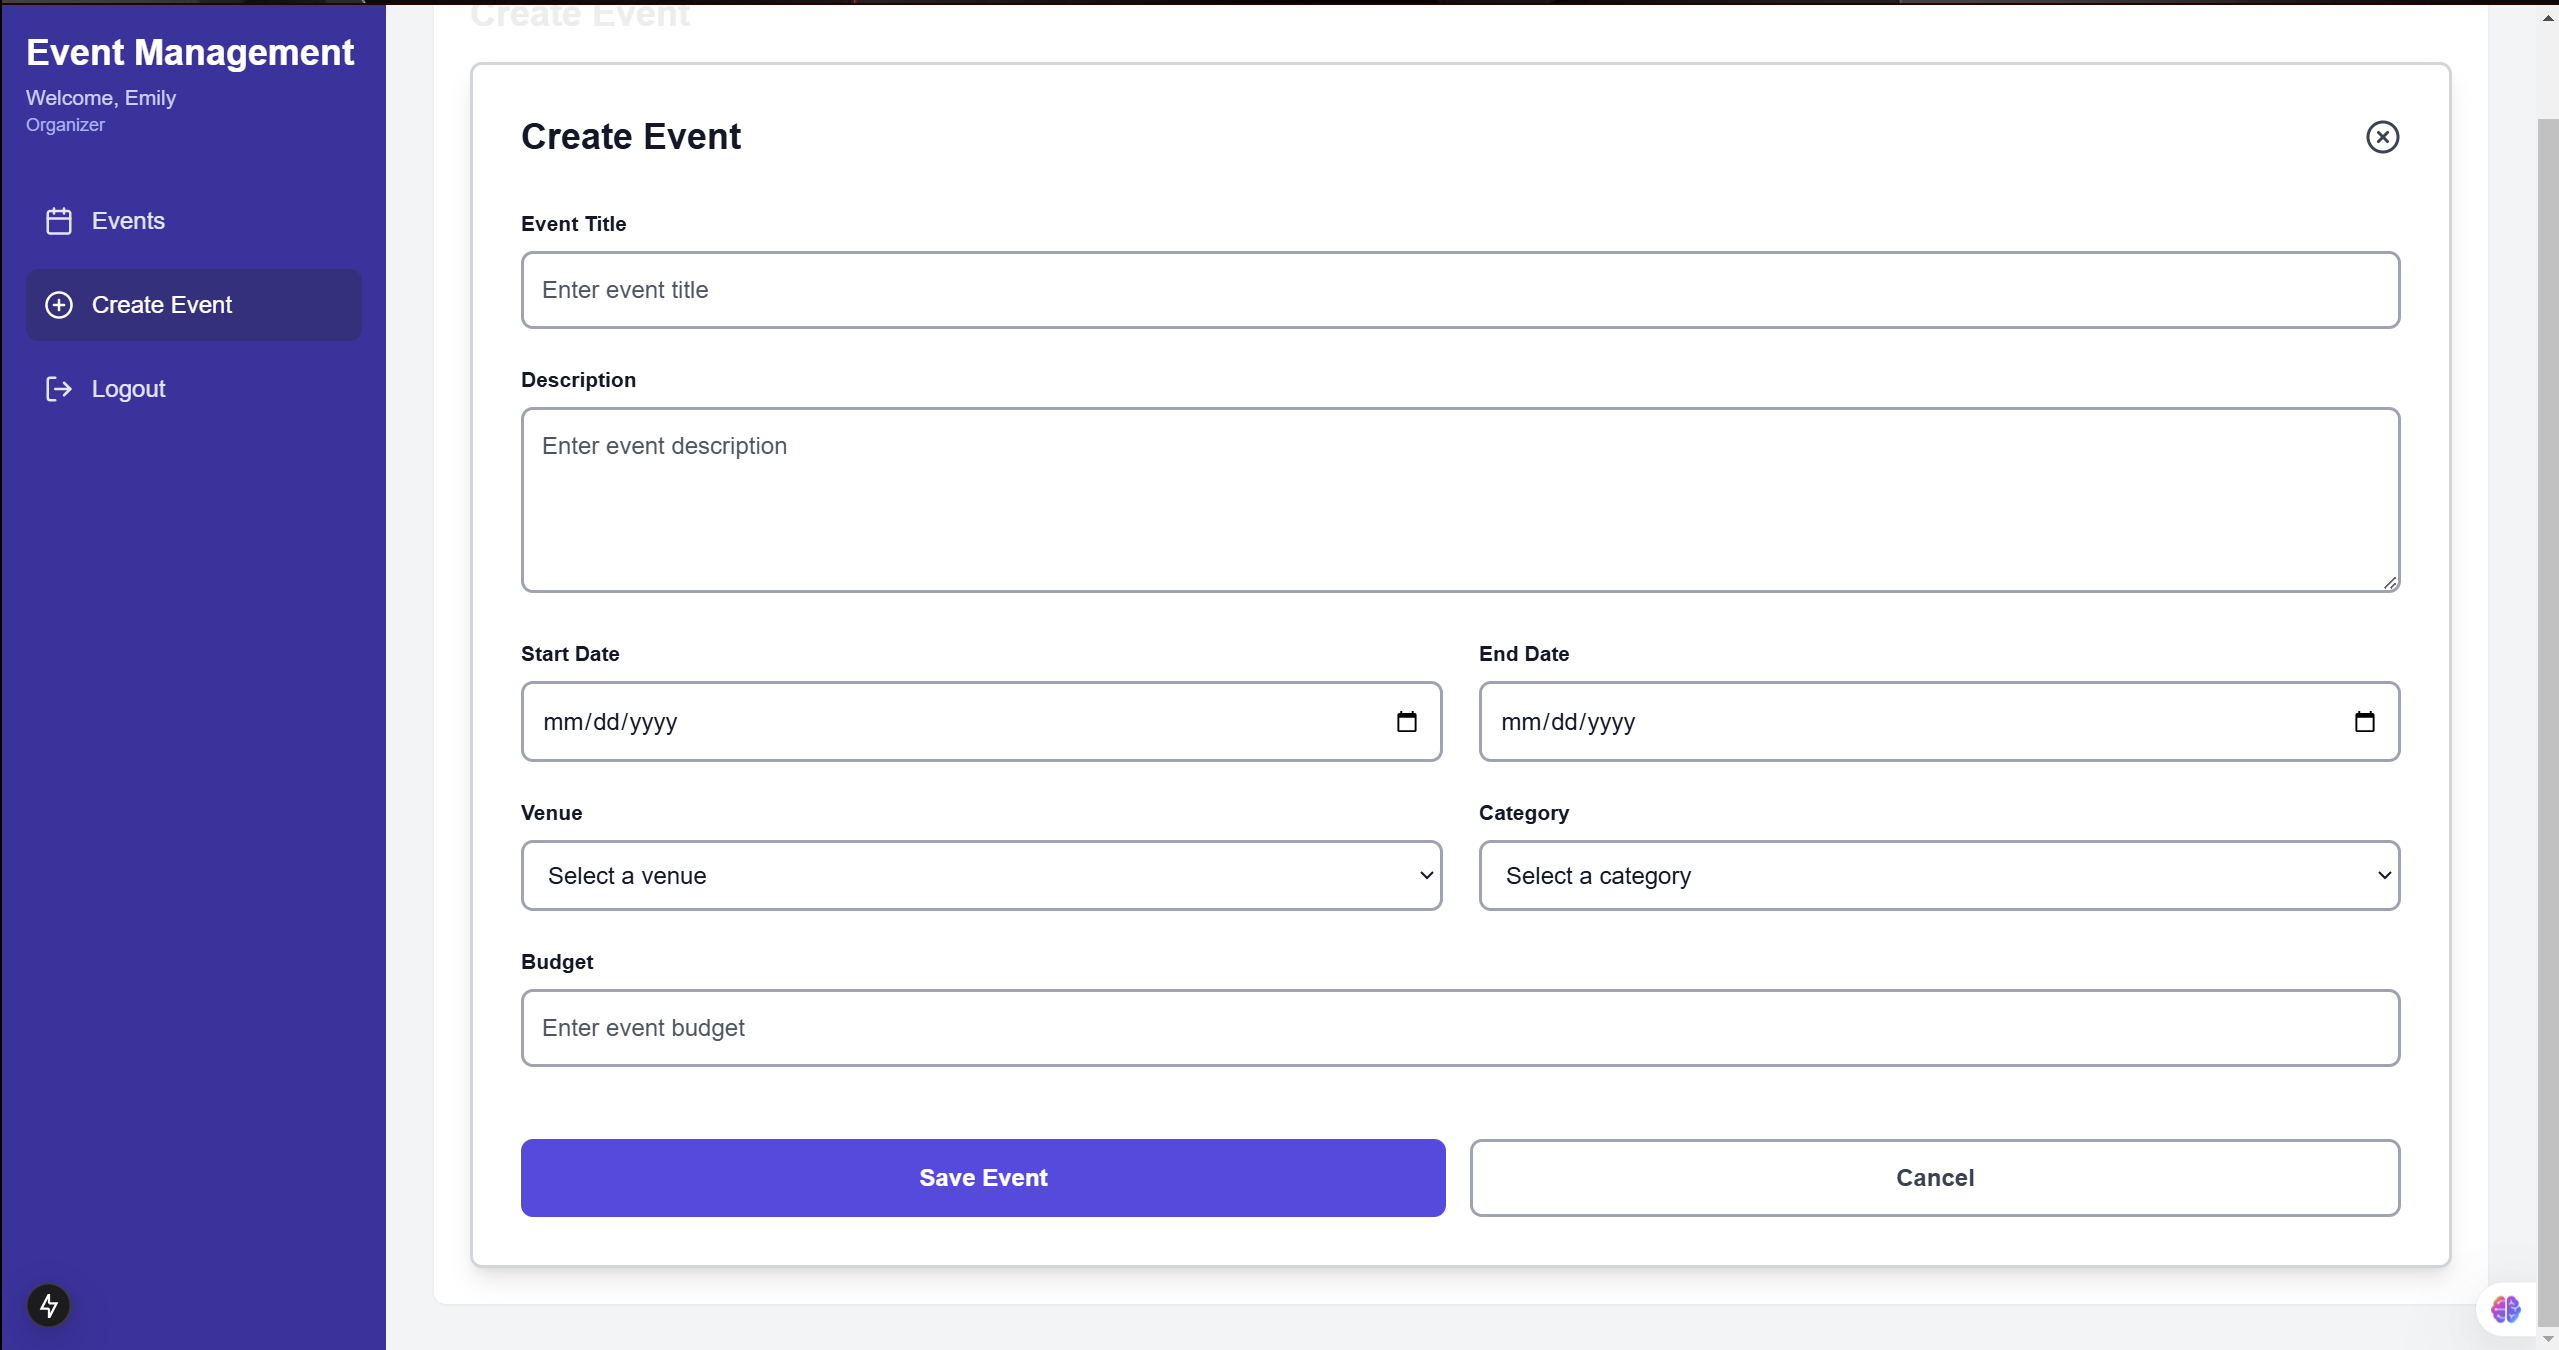 Event Management
Welcome, Emily
Organizer
Events
Create Event
Logout
Create Event
Create Event
Event Title
Enter event title
Description
Enter event description
Start Date
End Date
mm/dd/yyyy
mm/dd/yyyy
Venue
Category
Select a venue
Select a category
Budget
Enter event budget
Save Event
Cancel